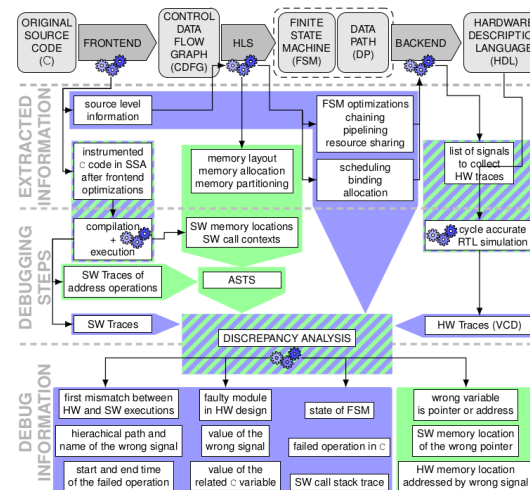 ORIGINAL
SOURCE
CODE
(C)
FRONTEND
CONTROL
DATA
FLOW
GRAPH
(CDFG)
HLS
FINITE
STATE
MACHINE
(FSM)
DATA
PATH
(DP)
BACKEND
HARDWARE
DESCRIPTIO
LANGUAGE
(HDL)
EXTRACTED
INFORMATION
source level
information
FSM optimizations
chaining
pipelining
resource sharing
instrumented
C code in SSA
after frontend
optimizations
memory layout
memory allocation
memory partitioning
scheduling
binding
allocation
list of signals
to collect
HW traces
DEBUGGING
STEPS
compilation
+
execution
SW memory locations
SW call contexts
cycle accurate
RTL simulation
SW Traces of
address operations
ASTS
SW Traces
DISCREPANCY ANALYSIS
HW Traces (VCD)
DEBUG
INFORMATION
first mismatch between
HW and SW executions
faulty module
in HW design
state of FSM
wrong variable
is pointer or address
hierachical path and
name of the wrong signal
value of the
wrong signal
failed operation in C
SW memory location
of the wrong pointer
start and end time
of the failed operation
value of the
related C variable
SW call stack trace
HW memory location
addressed by wrong signal